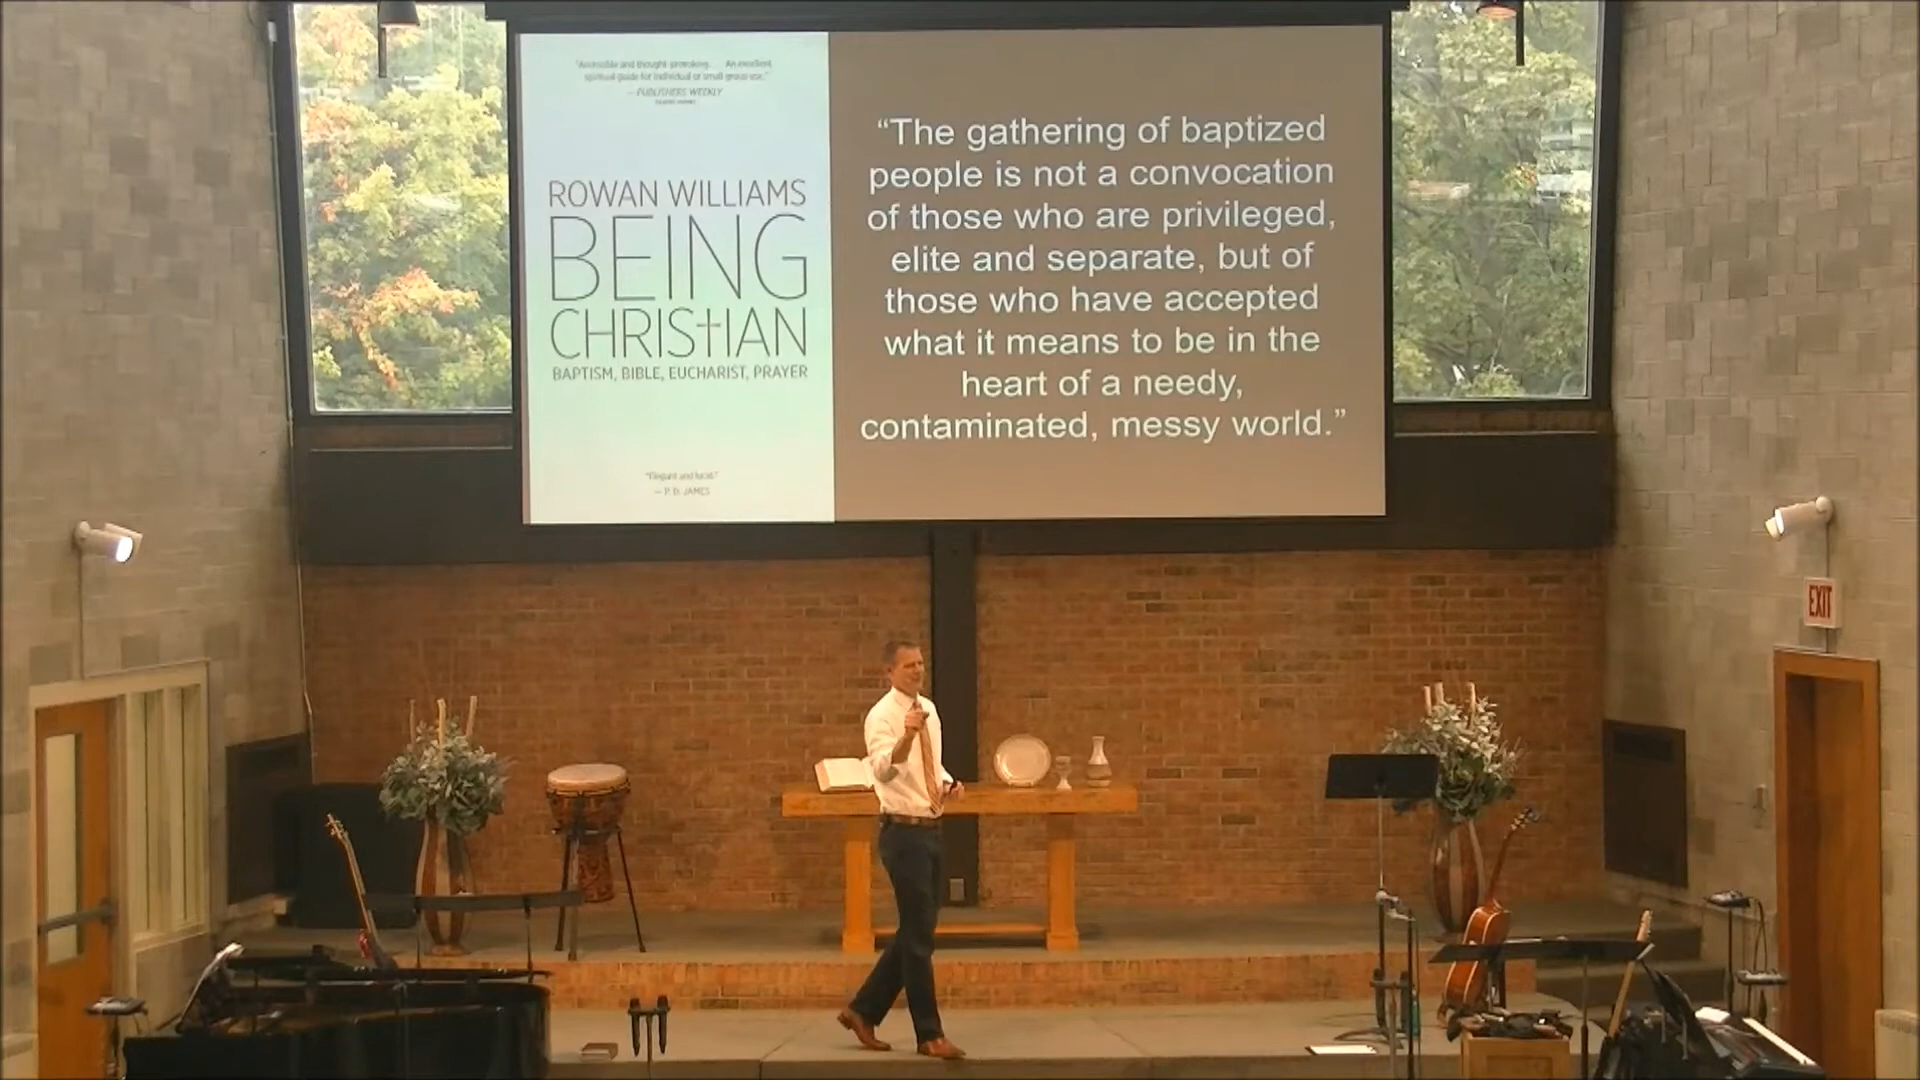 "Accessible and thought-provoking. . . . An excellent
spiritual guide for individual or small group use."
— PUBLISHERS WEEKLY
ROWAN WILLIAMS
BEING
CHRISTIAN
BAPTISM, BIBLE, EUCHARIST, PRAYER
"Elegant and lucid."
— P. D. JAMES
“The gathering of baptized
people is not a convocation
of those who are privileged,
elite and separate, but of
those who have accepted
what it means to be in the
heart of a needy,
contaminated, messy world.”
EXIT